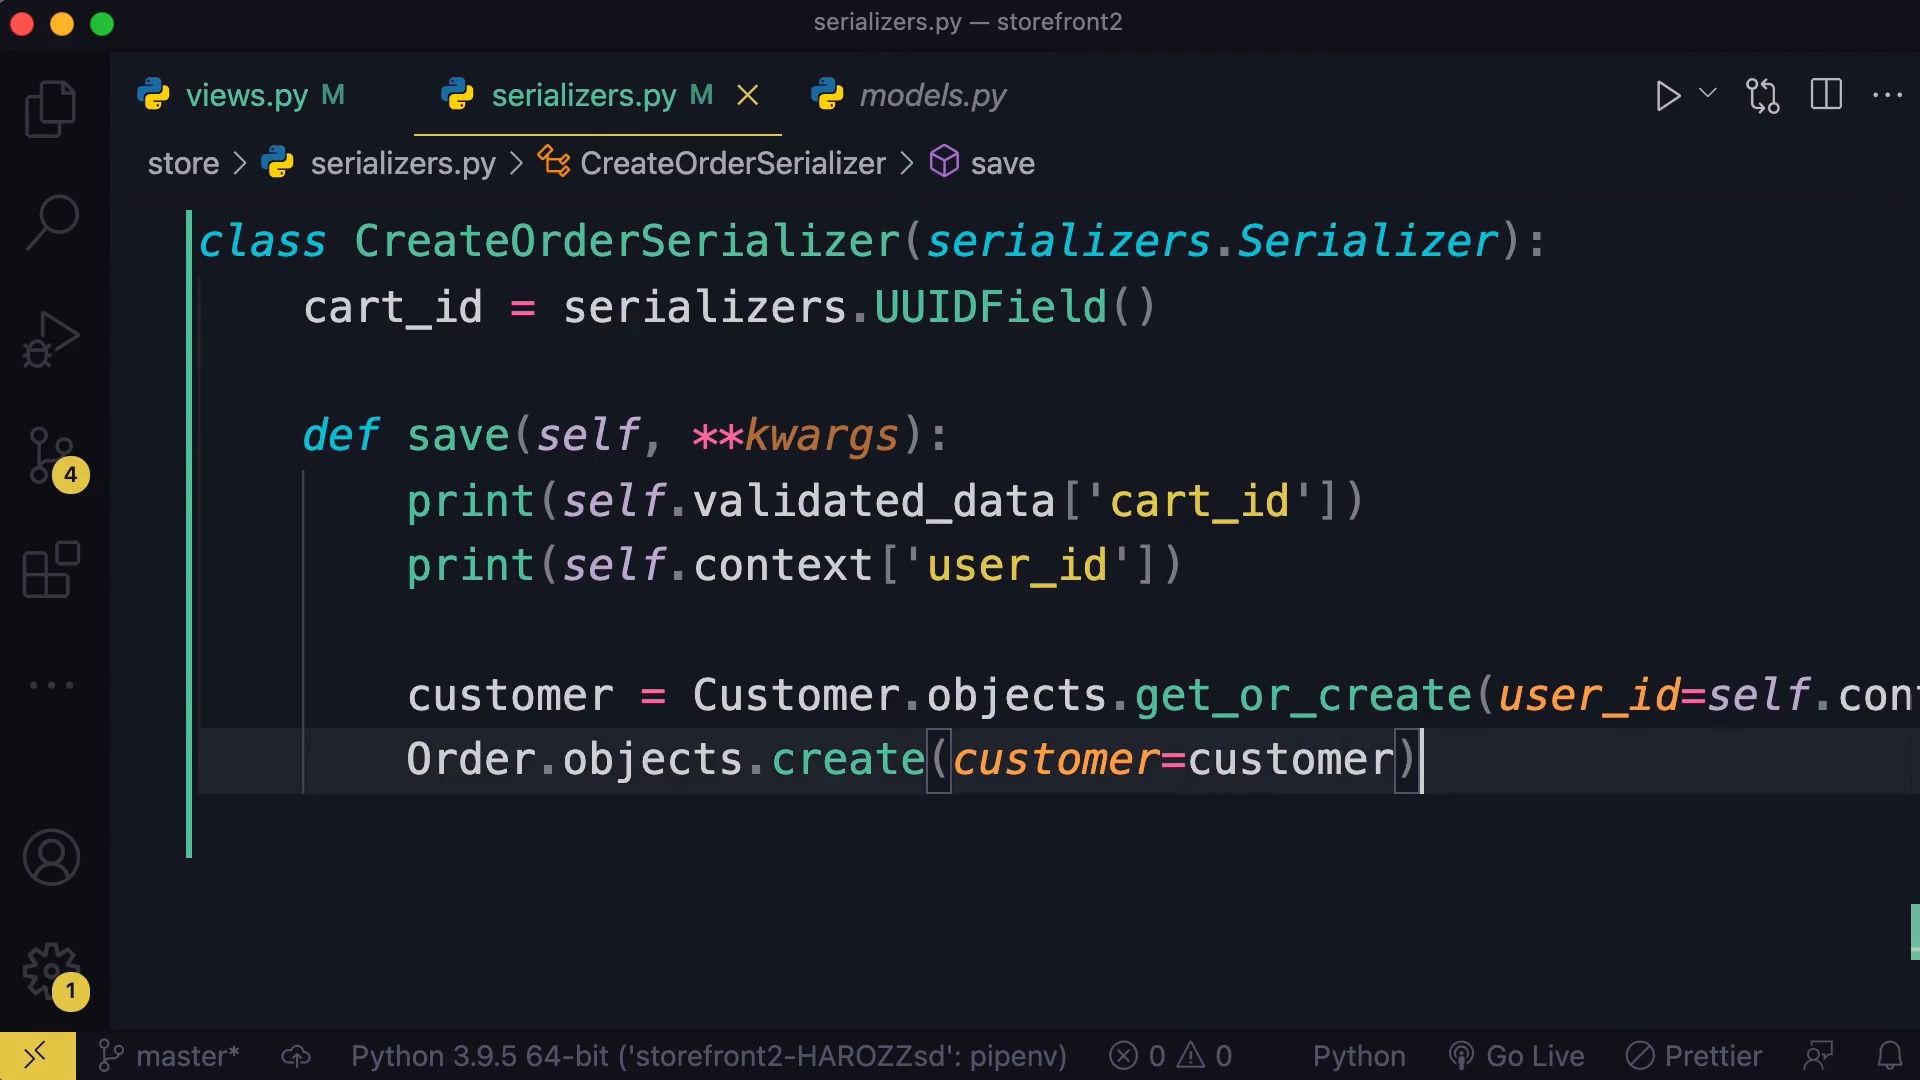 serializers.py — storefront2
views.py M serializers.py M models.py
store > serializers.py > CreateOrderSerializer > save
class CreateOrderSerializer(serializers.Serializer):
    cart_id = serializers.UUIDField()
    def save(self, **kwargs):
        print(self.validated_data['cart_id'])
        print(self.context['user_id'])
        customer = Customer.objects.get_or_create(user_id=self.con
        Order.objects.create(customer=customer)
4
1
master* Python 3.9.5 64-bit ('storefront2-HAROZZsd': pipenv) 0 0 Python Go Live Prettier